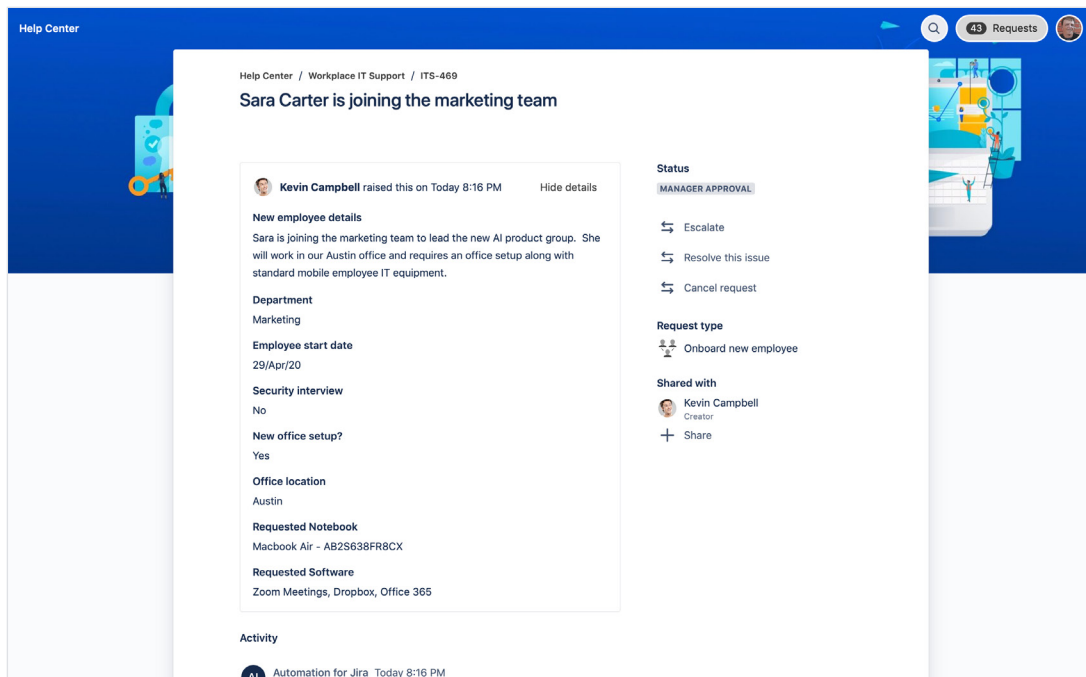 Help Center
43 Requests
Help Center / Workplace IT Support / ITS-469
Sara Carter is joining the marketing team
Kevin Campbell raised this on Today 8:16 PM Hide details
New employee details
Sara is joining the marketing team to lead the new AI product group. She
will work in our Austin office and requires an office setup along with
standard mobile employee IT equipment.
Department
Marketing
Employee start date
29/Apr/20
Security interview
No
New office setup?
Yes
Office location
Austin
Requested Notebook
Macbook Air - AB2S638FR8CX
Requested Software
Zoom Meetings, Dropbox, Office 365
Status
MANAGER APPROVAL
Escalate
Resolve this issue
Cancel request
Request type
Onboard new employee
Shared with
Kevin Campbell
Creator
Share
Activity
Automation for Jira Today 8:16 PM